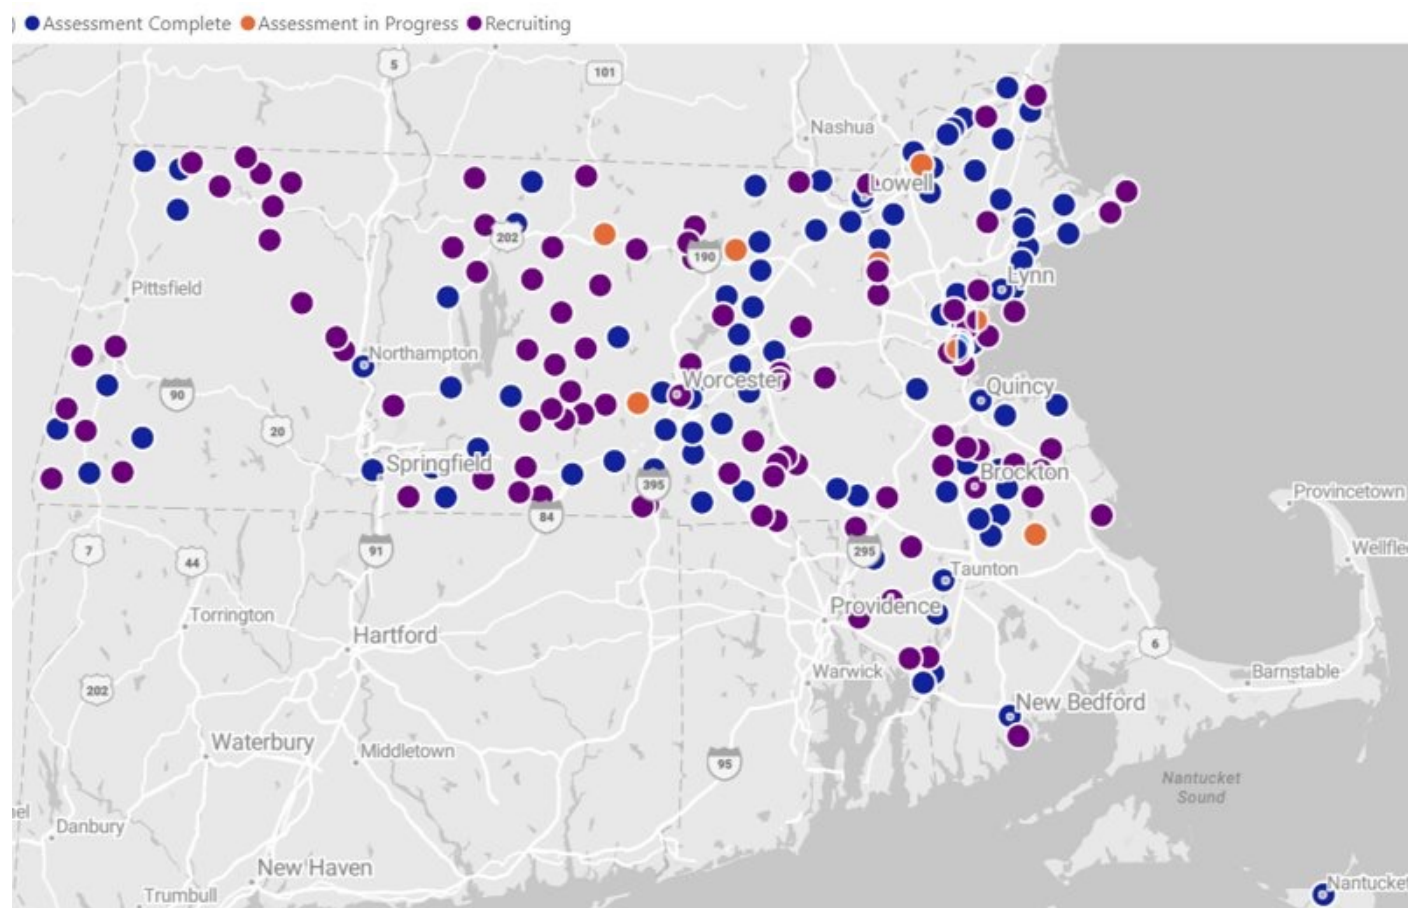 ) Assessment Complete Assessment in Progress Recruiting
5
101
Nashua
Lowell
202
190
Pittsfield
Lynn
Northampton
Worcester
Quincy
90
20
Springfield
Brockton
395
Provincetown
84
7
91
295
Wellfle
44
Taunton
Torrington
Providence
Hartford
6
Warwick
Barnstable
202
New Bedford
Waterbury
Middletown
95
Nantucket
Sound
Danbury
New Haven
Trumbull
Nantucket